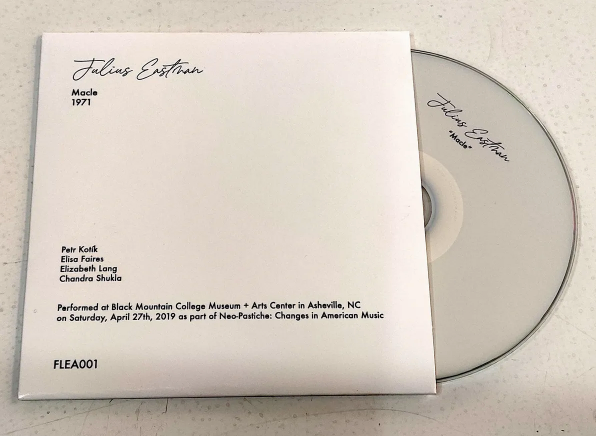 Julius Eastman
Macle
1971
Petr Kotik
Elisa Faires
Elizabeth Lang
Chandra Shukla
Performed at Black Mountain College Museum + Arts Center in Asheville, NC
on Saturday, April 27th, 2019 as part of Neo-Pastiche: Changes in American Music
FLEA001
Julius Eastman
"Macle"